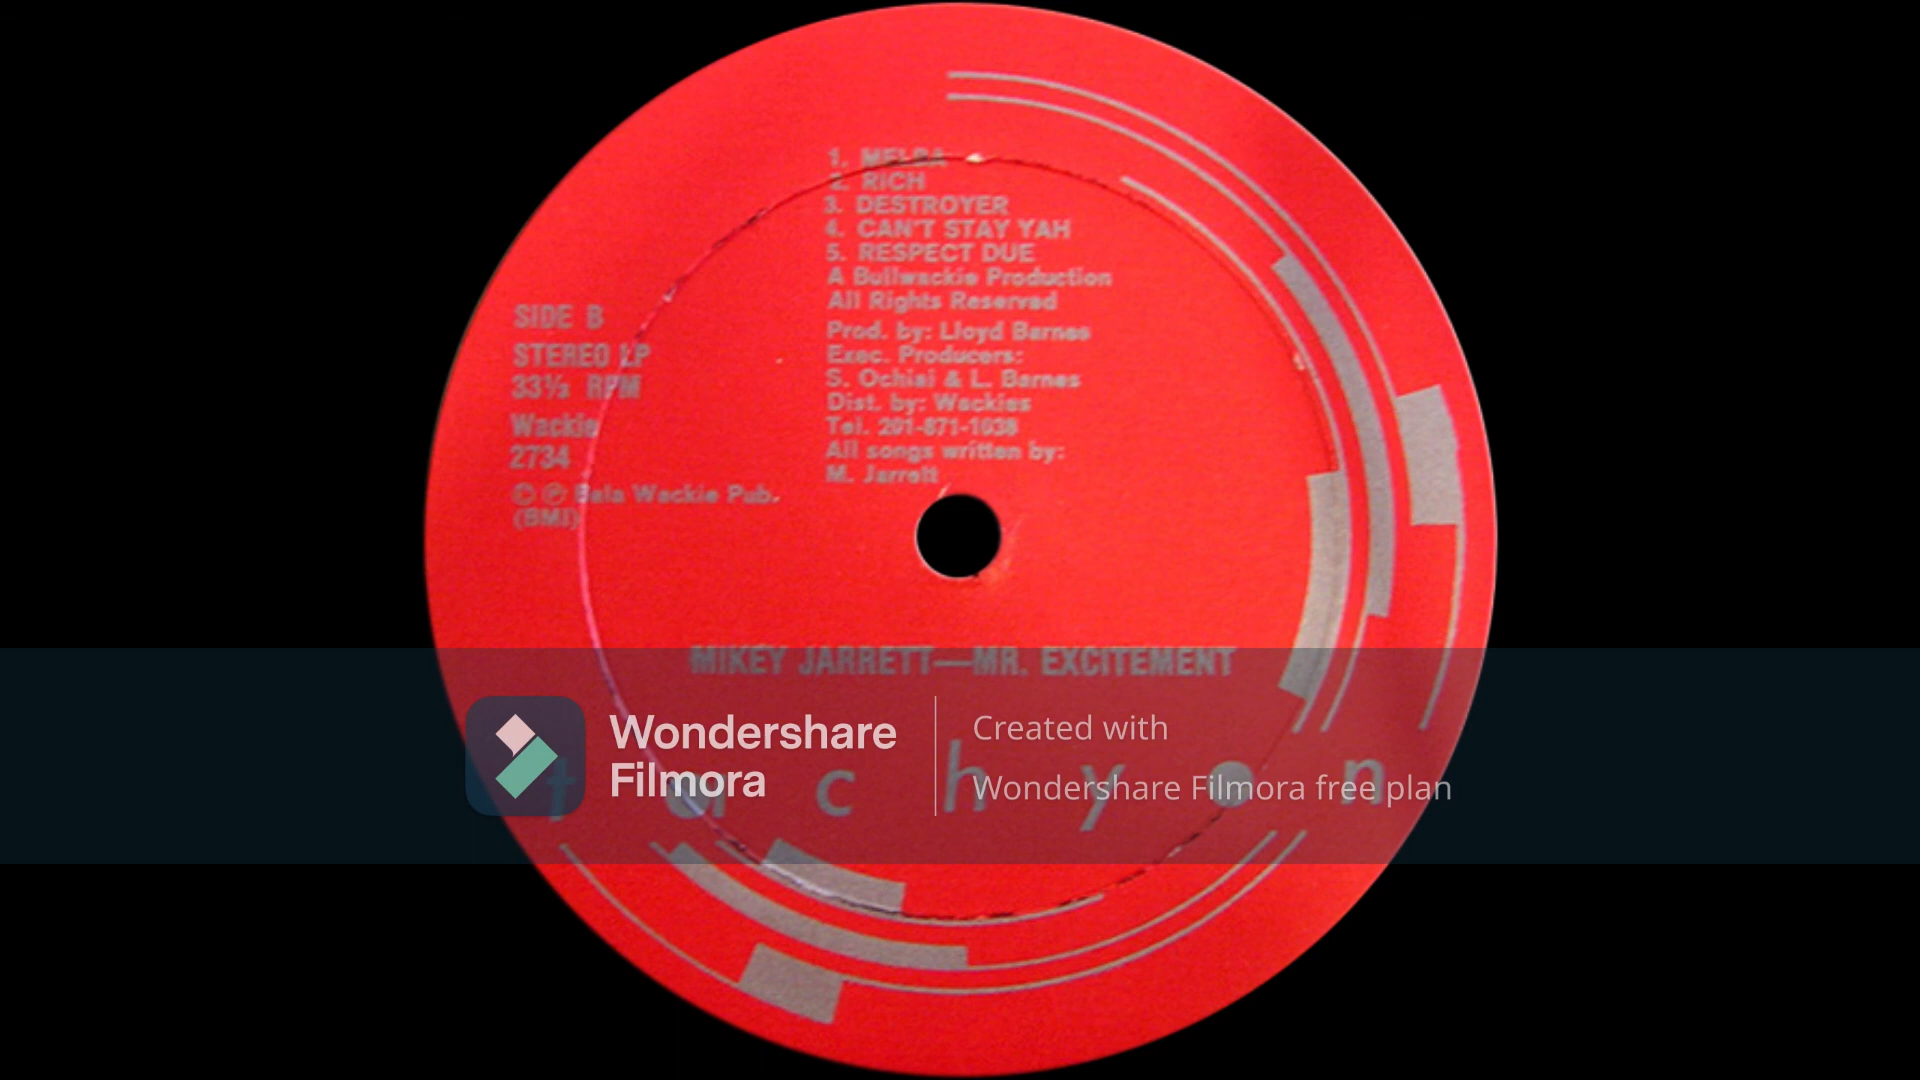 1. MELBA
2. RICH
3. DESTROYER
4. CAN'T STAY YAH
5. RESPECT DUE
A Bullwackie Production
All Rights Reserved
Prod. by: Lloyd Barnes
Exec. Producers:
S. Ochiai & L. Barnes
Dist. by: Wackies
Tel. 201-871-1038
All songs written by:
M. Jarrett
SIDE B
STEREO LP
33⅓ RPM
Wackie
2734
© ℗ Bala Wackie Pub.
(BMI)
MIKEY JARRETT—MR. EXCITEMENT
tachyon
Wondershare
Filmora
Created with
Wondershare Filmora free plan